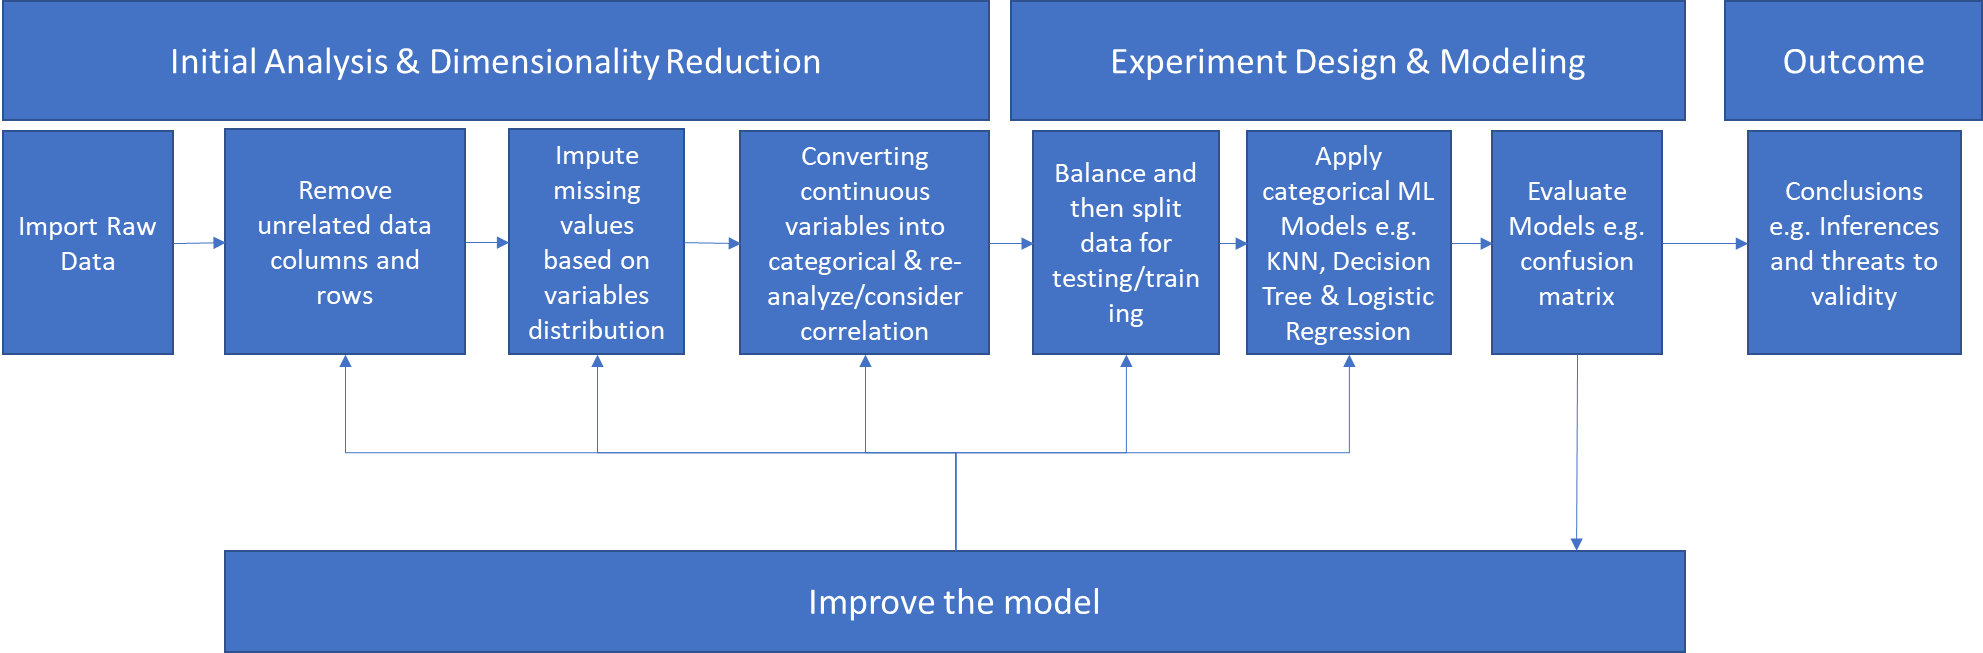 Initial Analysis & Dimensionality Reduction
Experiment Design & Modeling
Outcome
Import Raw
Data
Remove
unrelated data
columns and
rows
Impute
missing
values
based on
variables
distribution
Converting
continuous
variables into
categorical & re-
analyze/consider
correlation
Balance and
then split
data for
testing/train
ing
Apply
categorical ML
Models e.g.
KNN, Decision
Tree & Logistic
Regression
Evaluate
Models e.g.
confusion
matrix
Conclusions
e.g. Inferences
and threats to
validity
Improve the model